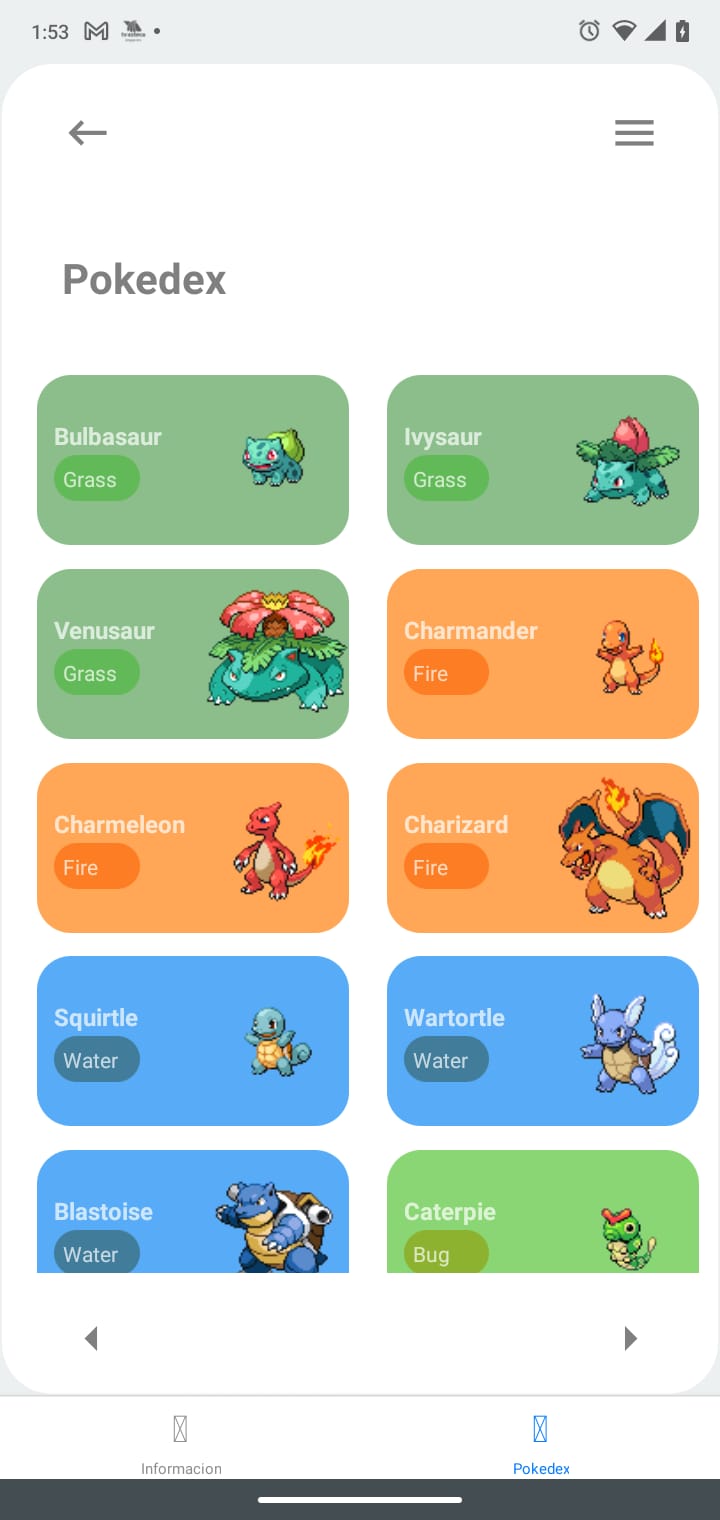 1:53
Pokedex
Bulbasaur
Grass
Ivysaur
Grass
Venusaur
Grass
Charmander
Fire
Charmeleon
Fire
Charizard
Fire
Squirtle
Water
Wartortle
Water
Blastoise
Water
Caterpie
Bug
Informacion
Pokedex